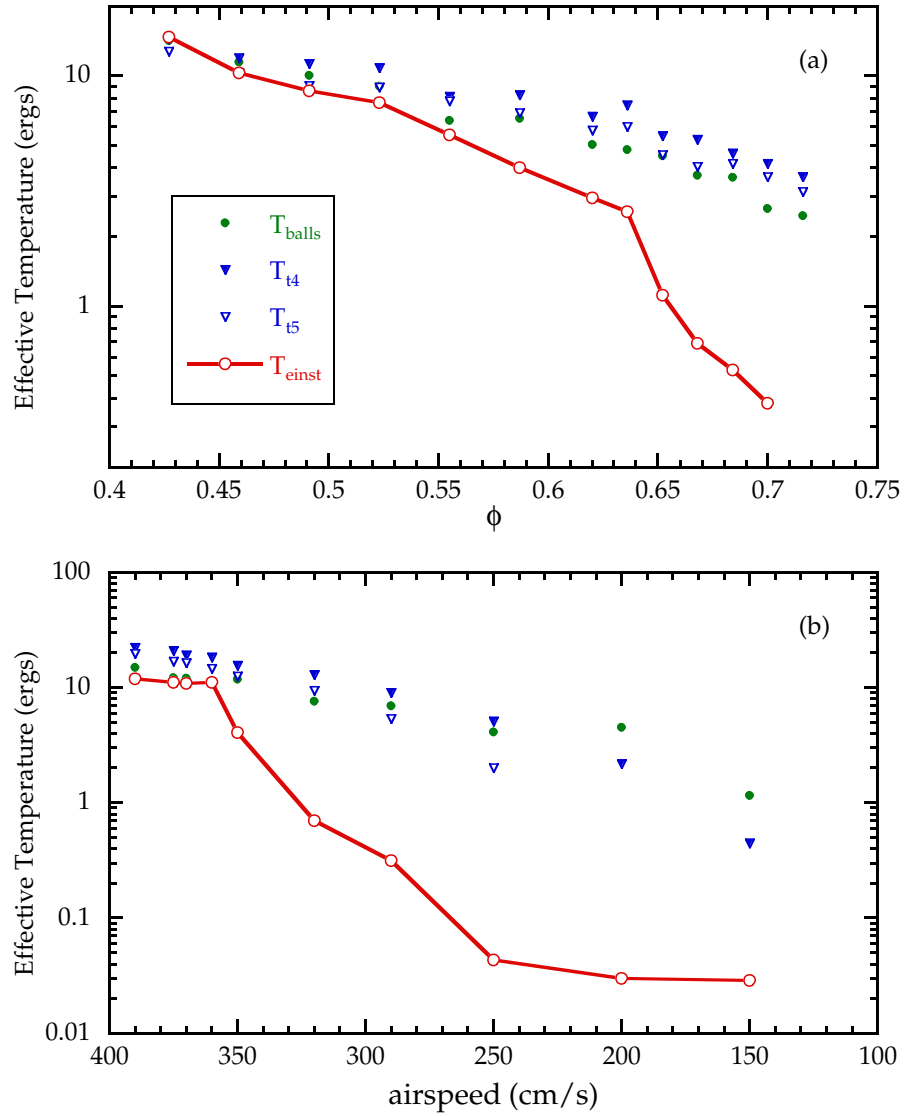 (a)
10
1
Effective Temperature (ergs)
T_balls
T_t4
T_t5
T_einst
0.4 0.45 0.5 0.55 0.6 0.65 0.7 0.75
ϕ
(b)
100
10
1
0.1
0.01
Effective Temperature (ergs)
400 350 300 250 200 150 100
airspeed (cm/s)